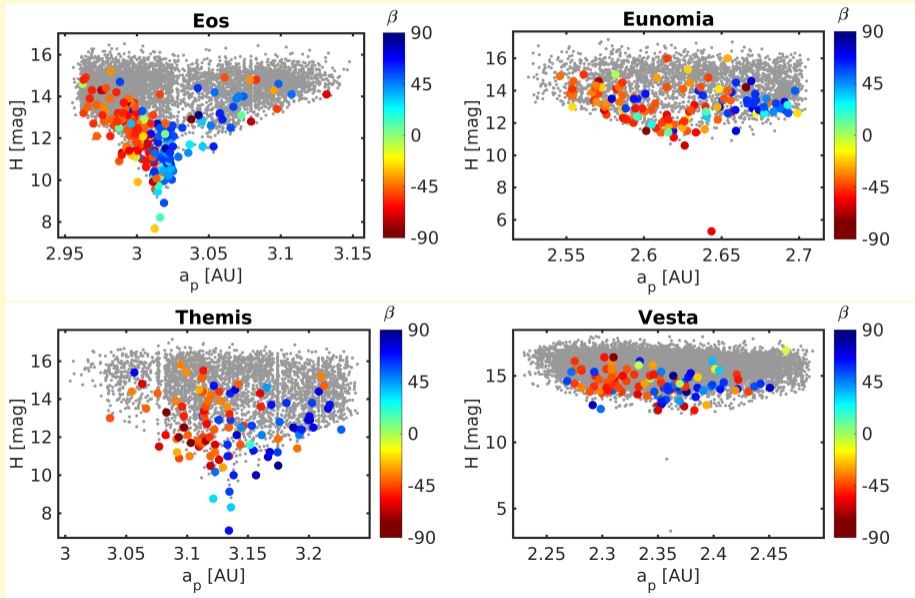 Eos
β
16
14
12
10
8
H [mag]
2.95 3 3.05 3.1 3.15
a_p [AU]
90
45
0
-45
-90
Eunomia
β
16
14
12
10
8
6
H [mag]
2.55 2.6 2.65 2.7
a_p [AU]
90
45
0
-45
-90
Themis
β
16
14
12
10
8
H [mag]
3 3.05 3.1 3.15 3.2
a_p [AU]
90
45
0
-45
-90
Vesta
β
15
10
5
H [mag]
2.25 2.3 2.35 2.4 2.45
a_p [AU]
90
45
0
-45
-90